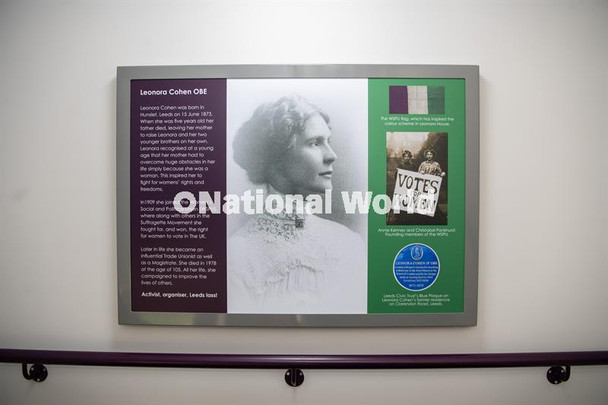 Leonora Cohen OBE
Leonora Cohen was born in
Hunslet, Leeds on 15 June 1873.
When she was five years old her
father died, leaving her mother
to raise Leonora and her two
younger brothers on her own.
Leonora recognised at a young
age that her mother had to
overcome huge obstacles in her
life simply because she was a
woman. This inspired her to
fight for womens' rights and
freedoms.
In1909 she joined the
Social and Political
where along with others in the
Suffragette Movement she
fought for, and won, the right
for women to vote in The UK.
Later in life she became an
influential Trade Unionist as well
as a Magistrate. She died in 1978
at the age of 105. All her life, she
campaigned to improve the
lives of others.
Activist, organiser, Leeds lass!
©National World
The WSPU flag, which has inspired the
colour scheme in Leonora House.
VOTES
WOMEN
Annie Kenney and Christabel Pankhurst
Founding members of the WSPU
LEONORA COHEN OBE
1873-1978
Leeds Civic Trust's Blue Plaque on
Leonora Cohen's former residence
on Clarendon Road, Leeds.